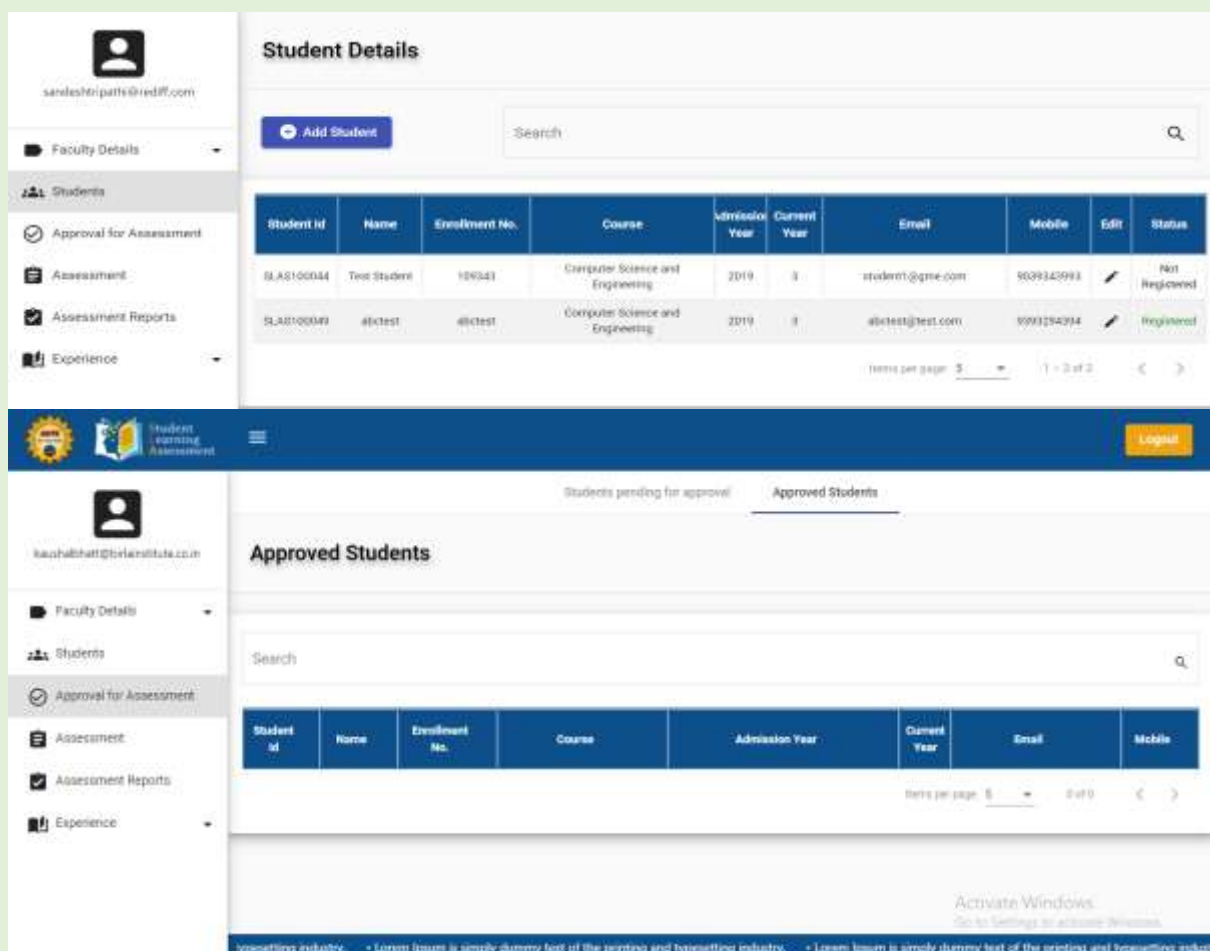 Student Details
sandeshtripathi@rediff.com
Add Student
Search
Faculty Details
Students
Approval for Assessment
Assessment
Assessment Reports
Experience
Student Id Name Enrollment No. Course Admission Year Current Year Email Mobile Edit Status
SLAS100044 Test Student 109343 Computer Science and Engineering 2019 3 student1@gme.com 9039343993 Not Registered
SLAS100049 abctest abctest Computer Science and Engineering 2019 abctest@test.com Registered
Items per page 5 1 - 2 of 2
Student
Learning
Assessment
Logout
Students pending for approval Approved Students
kaushalbhatt@birlainstitute.co.in
Approved Students
Faculty Details
Students
Approval for Assessment
Assessment
Assessment Reports
Experience
Search
Student Id Name Enrollment No. Course Admission Year Current Year Email Mobile
Items per page 5 0 of 0
Activate Windows
Go to Settings to activate Windows.
typesetting industry. • Lorem Ipsum is simply dummy text of the printing and typesetting industry. • Lorem Ipsum is simply dummy text of the printing and typesetting indus